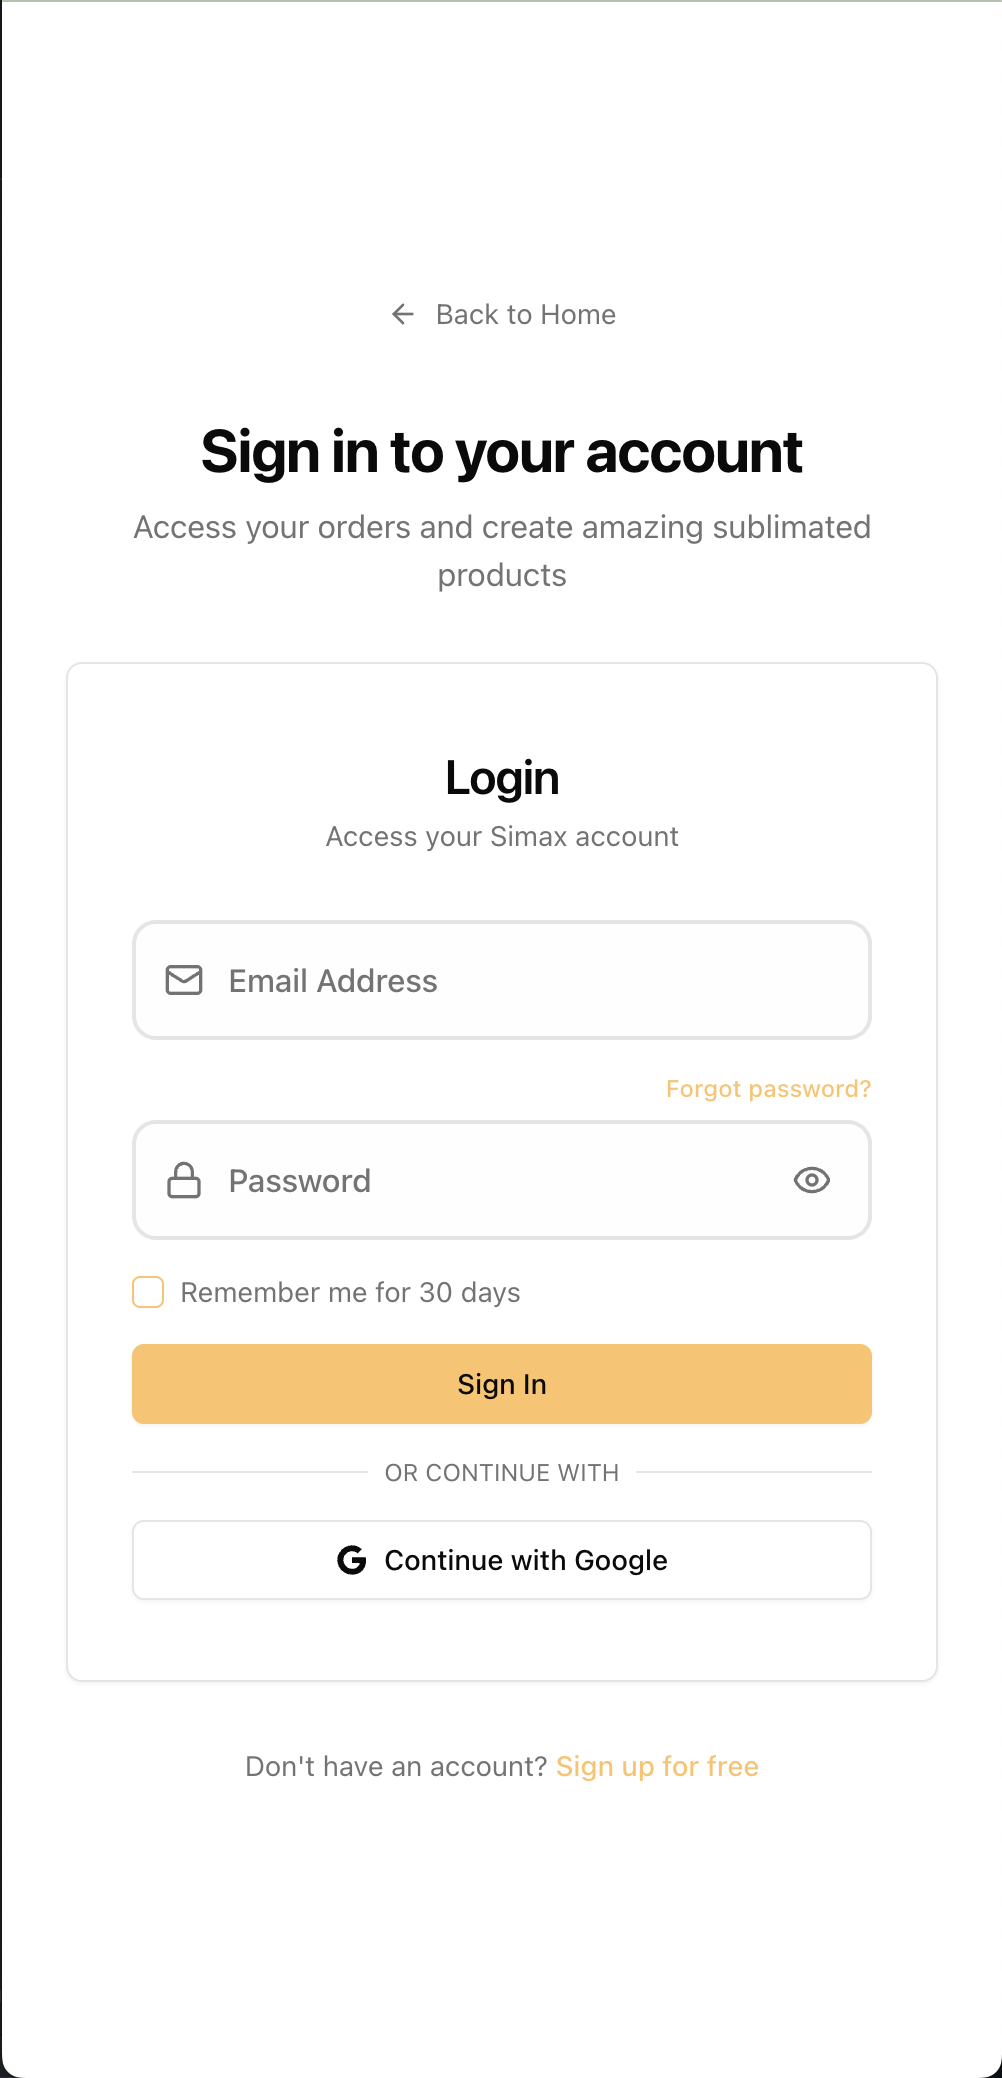 Back to Home
Sign in to your account
Access your orders and create amazing sublimated
products
Login
Access your Simax account
Email Address
Forgot password?
Password
Remember me for 30 days
Sign In
OR CONTINUE WITH
Continue with Google
Don't have an account? Sign up for free